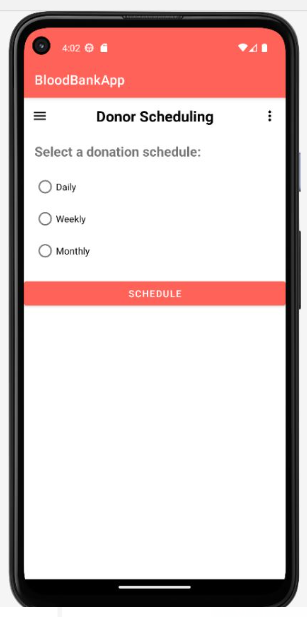 4:02
BloodBankApp
Donor Scheduling
Select a donation schedule:
Daily
Weekly
Monthly
SCHEDULE